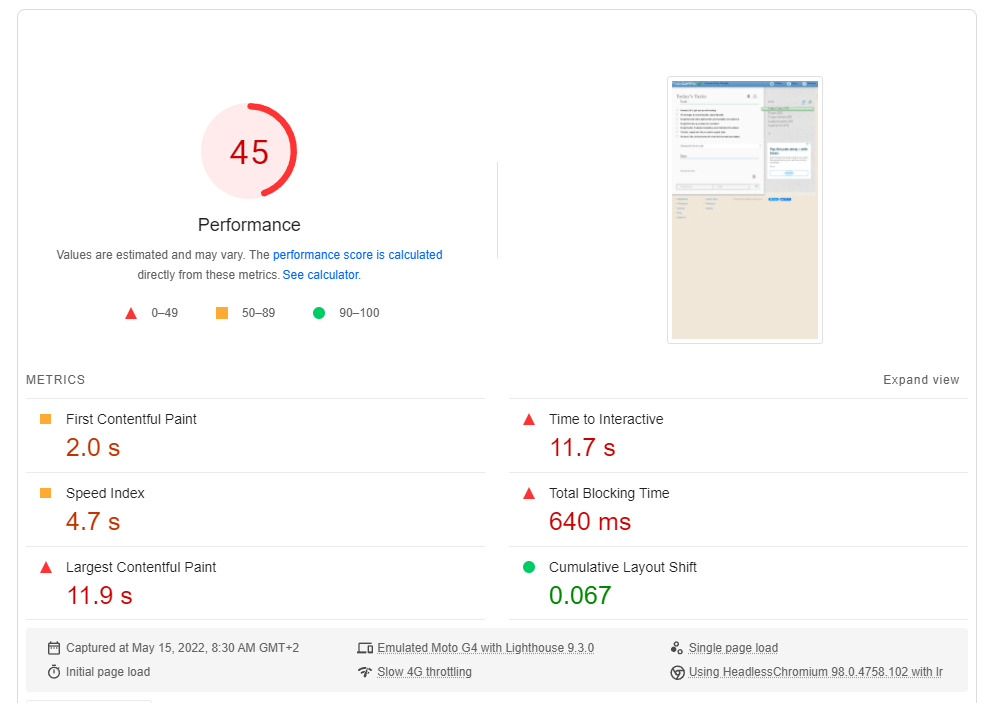 45
Performance
Values are estimated and may vary. The performance score is calculated
directly from these metrics. See calculator.
0–49
50–89
90–100
Today's Tasks
METRICS
Expand view
First Contentful Paint
2.0 s
Time to Interactive
11.7 s
Speed Index
4.7 s
Total Blocking Time
640 ms
Largest Contentful Paint
11.9 s
Cumulative Layout Shift
0.067
Captured at May 15, 2022, 8:30 AM GMT+2
Emulated Moto G4 with Lighthouse 9.3.0
Single page load
Initial page load
Slow 4G throttling
Using HeadlessChromium 98.0.4758.102 with lr